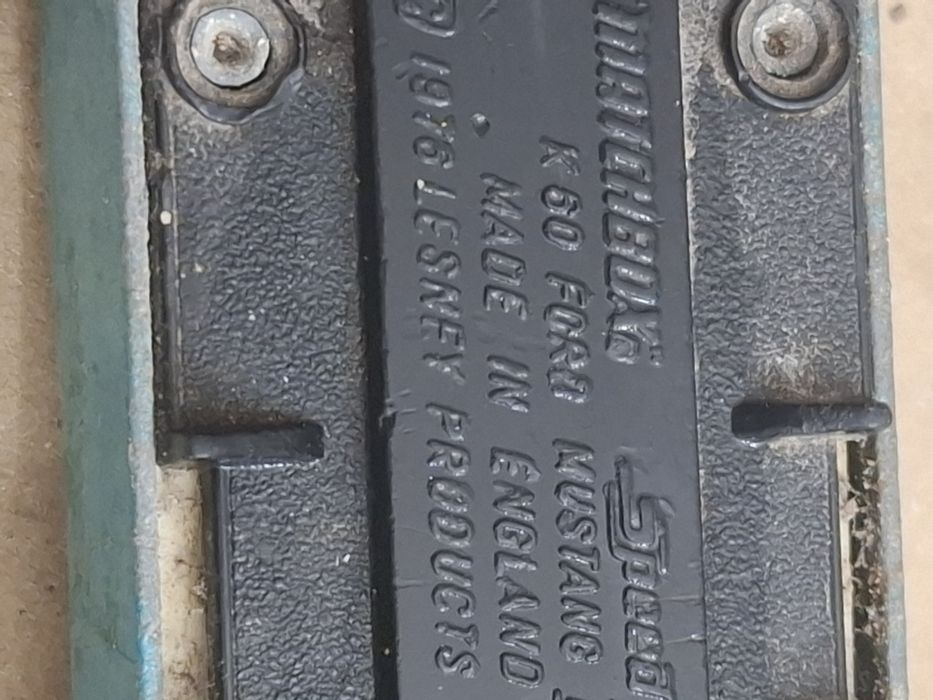 MATCHBOX Speed
K 60 FORD MUSTANG
MADE IN ENGLAND
© 1976 LESNEY PRODUCTS